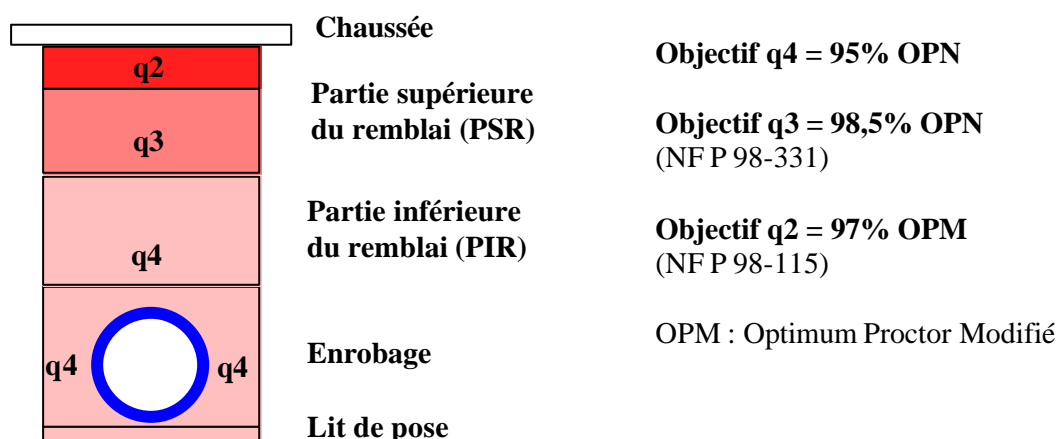 Chaussée
q2
Partie supérieure
du remblai (PSR)
q3
Partie inférieure
du remblai (PIR)
q4
q4
q4
Enrobage
Lit de pose
Objectif q4 = 95% OPN
Objectif q3 = 98,5% OPN
(NF P 98-331)
Objectif q2 = 97% OPM
(NF P 98-115)
OPM : Optimum Proctor Modifié